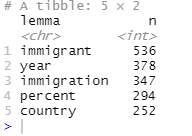 # A tibble: 5 × 2
lemma n
<chr> <int>
1 immigrant 536
2 year 378
3 immigration 347
4 percent 294
5 country 252
>